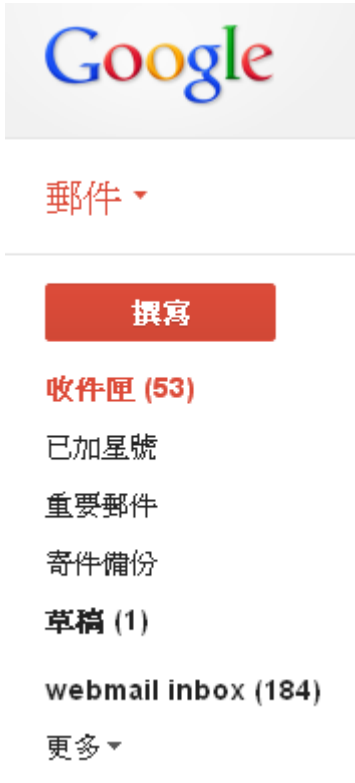 Google
郵件
撰寫
收件匣 (53)
已加星號
重要郵件
寄件備份
草稿 (1)
webmail inbox (184)
更多